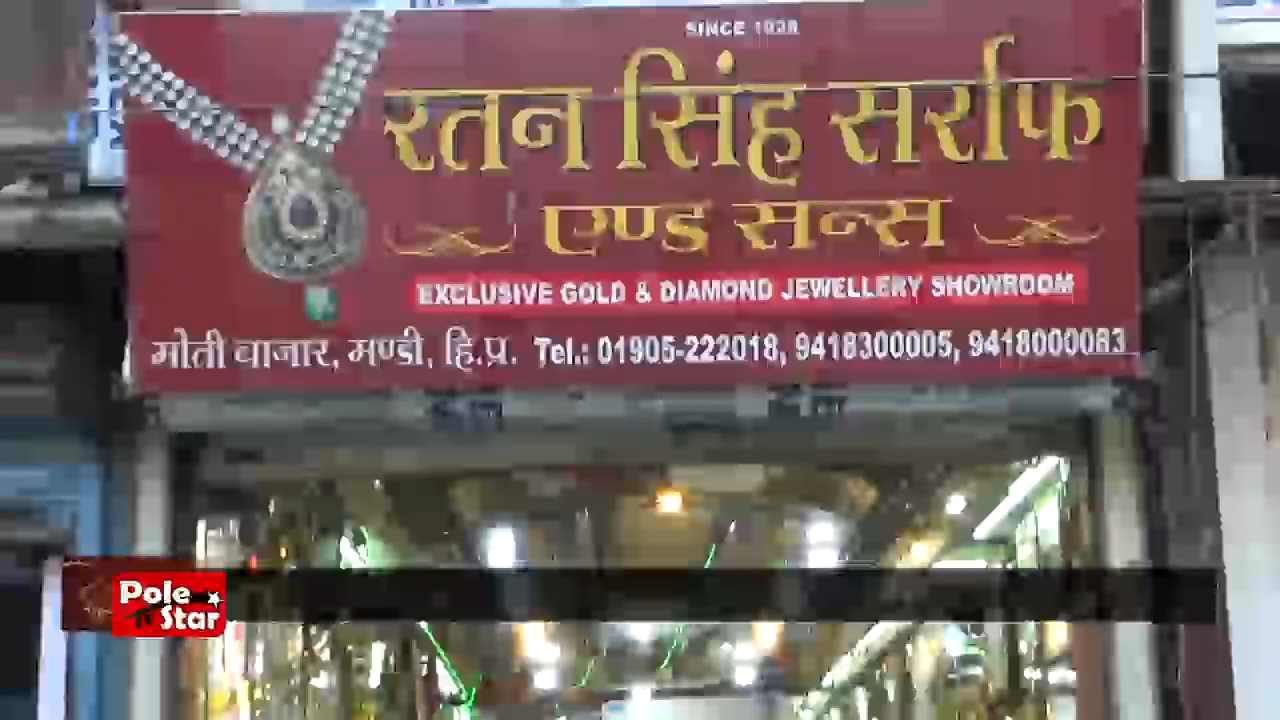 SINCE 1938
रतन सिंह सर्राफ
एण्ड सन्स
EXCLUSIVE GOLD & DIAMOND JEWELLERY SHOWROOM
मोती बाजार, मण्डी, हि.प्र. Tel.: 01905-222018, 9418300005, 9418000083
Pole
Star